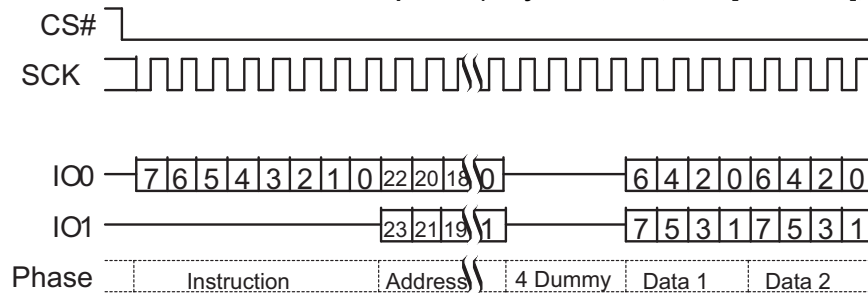 CS#
SCK
IO0 7 6 5 4 3 2 1 0 22 20 18 0 6 4 2 0 6 4 2 0
IO1 23 21 19 1 7 5 3 1 7 5 3 1
Phase Instruction Address 4 Dummy Data 1 Data 2